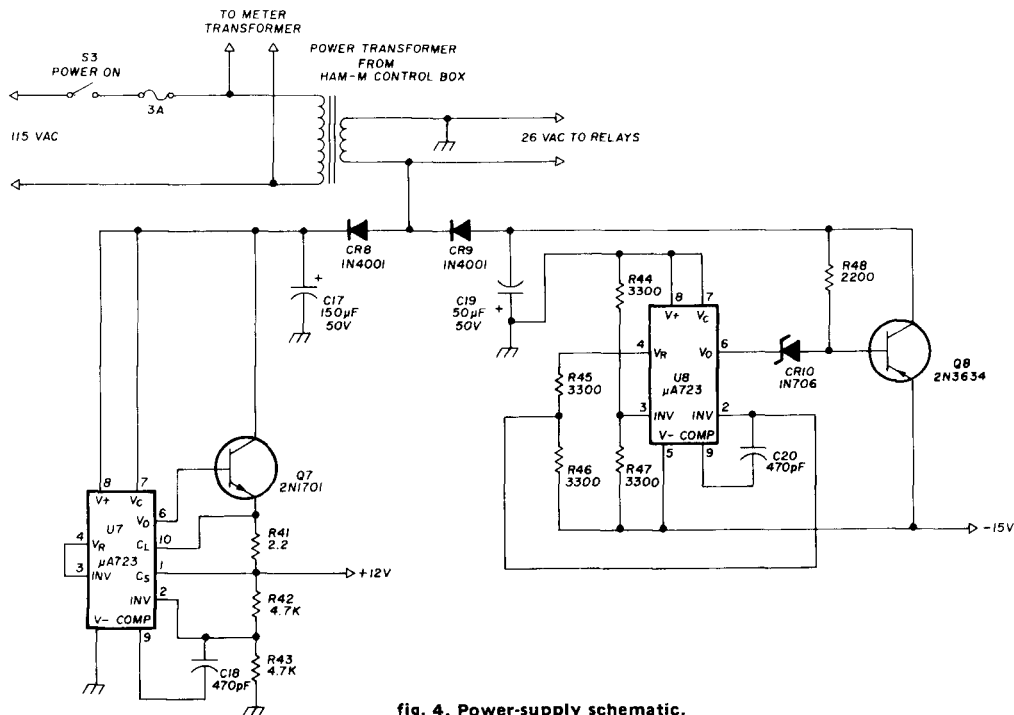 TO METER
TRANSFORMER
S3
POWER ON
POWER TRANSFORMER
FROM
HAM-M CONTROL BOX
3A
115 VAC
26 VAC TO RELAYS
CR8
1N4001
CR9
1N4001
C17
150µF
50V
+
C19
50µF
50V
+
R44
3300
8
7
V+
VC
R48
2200
4
VR
VO
6
U8
µA723
CR10
1N706
Q8
2N3634
R45
3300
3
INV
INV
2
V- COMP
5
9
R46
3300
R47
3300
C20
470pF
-15V
Q7
2N1701
8
7
V+
VC
U7
µA723
VO
6
4
VR
CL
10
R41
2.2
3
INV
CS
1
+12V
INV
2
R42
4.7K
V- COMP
9
C18
470pF
R43
4.7K
fig. 4. Power-supply schematic.